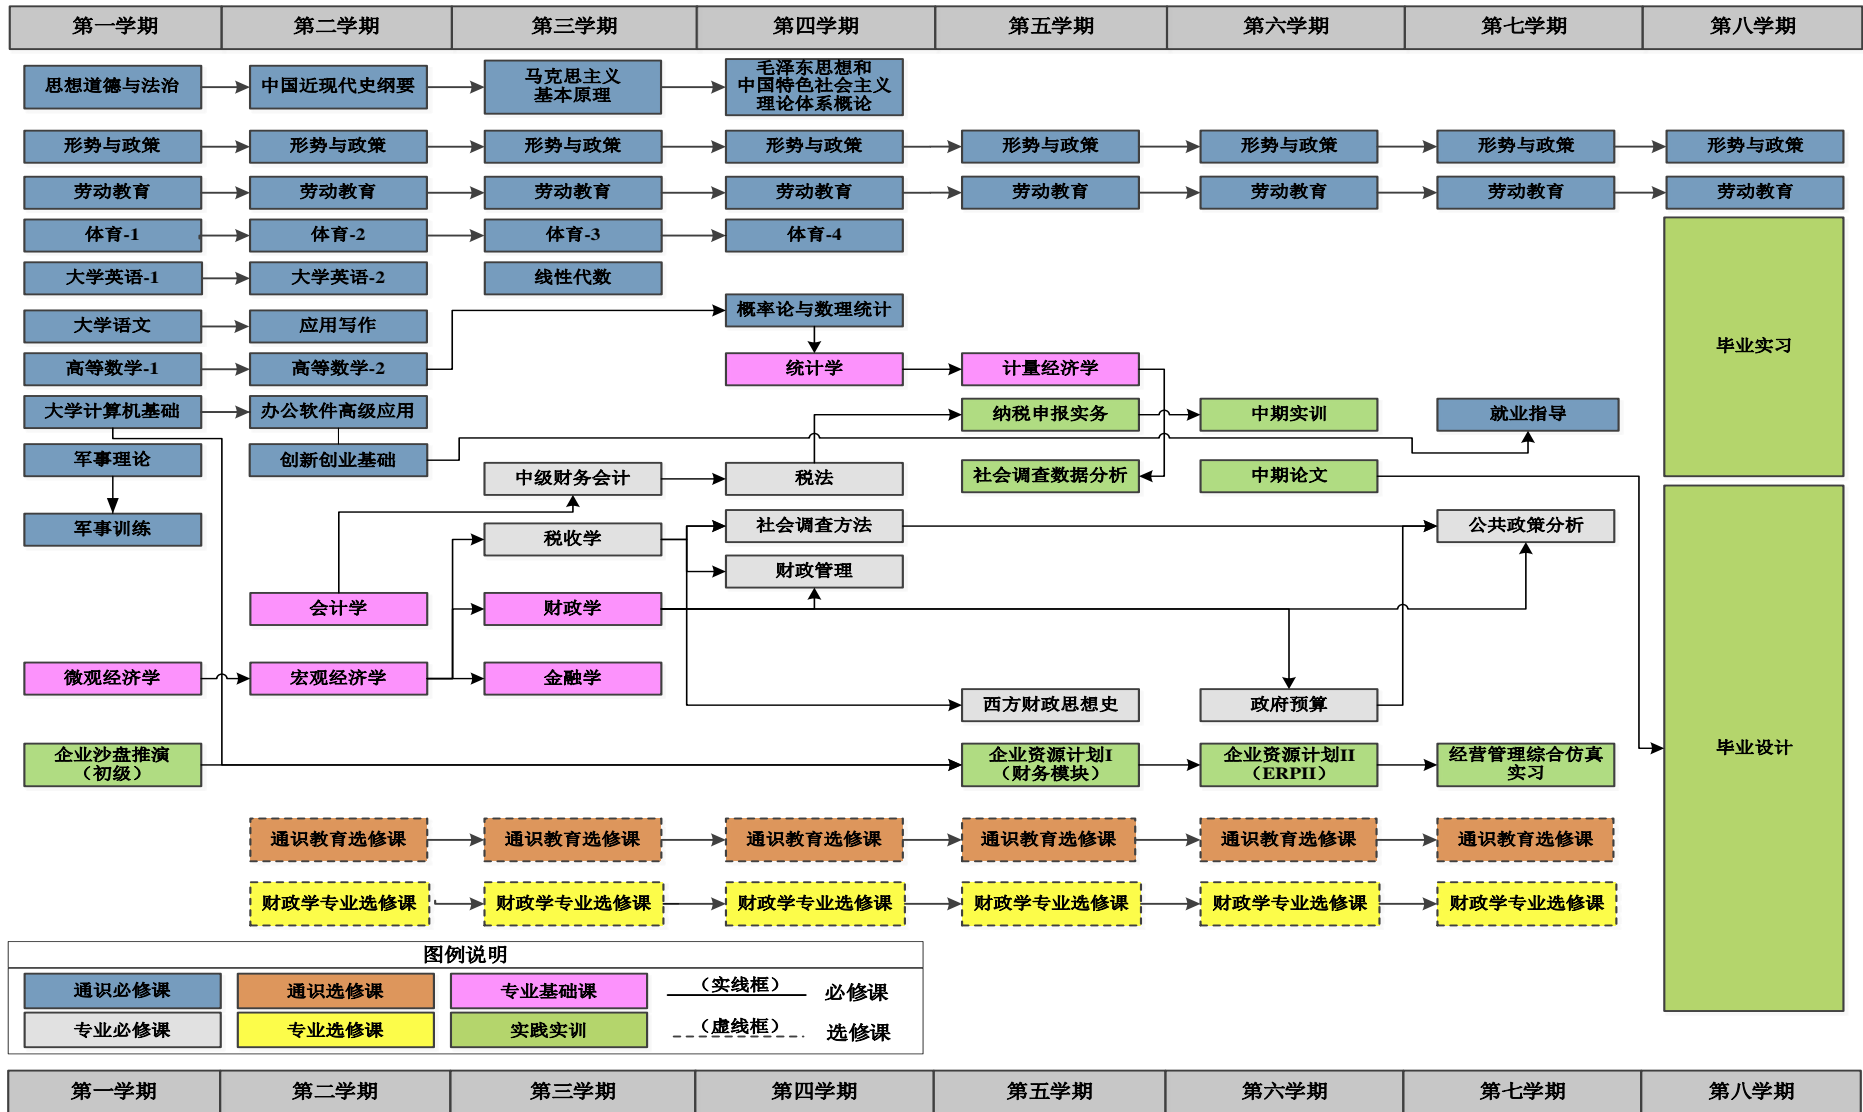 第一学期 第二学期 第三学期 第四学期 第五学期 第六学期 第七学期 第八学期
思想道德与法治 中国近现代史纲要
马克思主义
基本原理
毛泽东思想和
中国特色社会主义
理论体系概论
形势与政策 形势与政策 形势与政策 形势与政策 形势与政策 形势与政策 形势与政策 形势与政策
劳动教育 劳动教育 劳动教育 劳动教育 劳动教育 劳动教育 劳动教育 劳动教育
体育-1 体育-2 体育-3 体育-4
大学英语-1 大学英语-2 线性代数
概率论与数理统计
大学语文 应用写作
毕业实习
高等数学-1 高等数学-2 统计学 计量经济学
大学计算机基础 办公软件高级应用 纳税申报实务 中期实训 就业指导
军事理论 创新创业基础
中级财务会计 税法 社会调查数据分析 中期论文
军事训练 税收学 社会调查方法 公共政策分析
财政管理
会计学 财政学
微观经济学 宏观经济学 金融学
西方财政思想史 政府预算
毕业设计
企业沙盘推演
（初级）
企业资源计划I
（财务模块）
企业资源计划II
（ERPII）
经营管理综合仿真
实习
通识教育选修课 通识教育选修课 通识教育选修课 通识教育选修课 通识教育选修课 通识教育选修课
财政学专业选修课 财政学专业选修课 财政学专业选修课 财政学专业选修课 财政学专业选修课 财政学专业选修课
图例说明
通识必修课 通识选修课 专业基础课 （实线框） 必修课
专业必修课 专业选修课 实践实训 （虚线框） 选修课
第一学期 第二学期 第三学期 第四学期 第五学期 第六学期 第七学期 第八学期